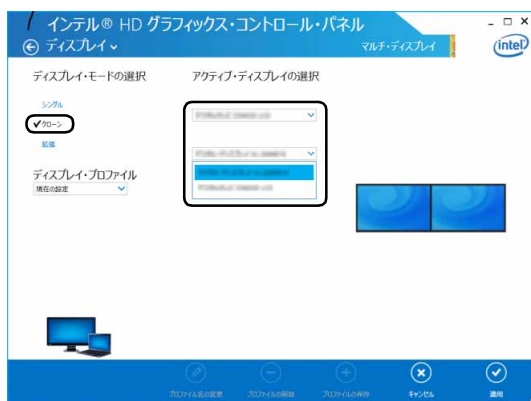 インテル® HD グラフィックス・コントロール・パネル
ディスプレイ
マルチ・ディスプレイ
intel
ディスプレイ・モードの選択
アクティブ・ディスプレイの選択
シングル
クローン
拡張
ディスプレイ・プロファイル
現在の設定
プロファイル名の変更
プロファイルの削除
プロファイルの保存
キャンセル
適用